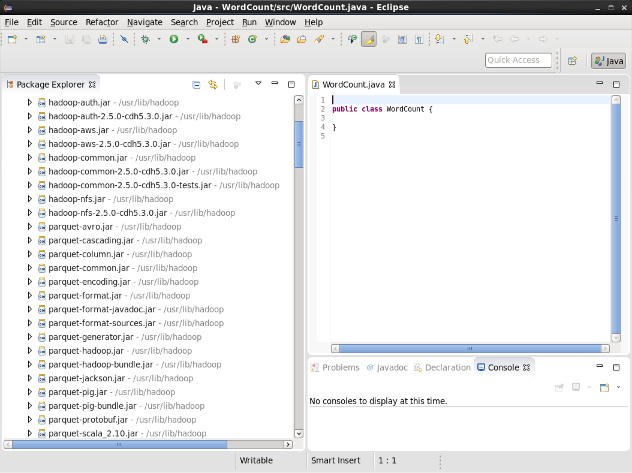 Java - WordCount/src/WordCount.java - Eclipse
File Edit Source Refactor Navigate Search Project Run Window Help
Quick Access
Java
Package Explorer
hadoop-auth.jar - /usr/lib/hadoop
hadoop-auth-2.5.0-cdh5.3.0.jar - /usr/lib/hadoop
hadoop-aws.jar - /usr/lib/hadoop
hadoop-aws-2.5.0-cdh5.3.0.jar - /usr/lib/hadoop
hadoop-common.jar - /usr/lib/hadoop
hadoop-common-2.5.0-cdh5.3.0.jar - /usr/lib/hadoop
hadoop-common-2.5.0-cdh5.3.0-tests.jar - /usr/lib/hadoop
hadoop-nfs.jar - /usr/lib/hadoop
hadoop-nfs-2.5.0-cdh5.3.0.jar - /usr/lib/hadoop
parquet-avro.jar - /usr/lib/hadoop
parquet-cascading.jar - /usr/lib/hadoop
parquet-column.jar - /usr/lib/hadoop
parquet-common.jar - /usr/lib/hadoop
parquet-encoding.jar - /usr/lib/hadoop
parquet-format.jar - /usr/lib/hadoop
parquet-format-javadoc.jar - /usr/lib/hadoop
parquet-format-sources.jar - /usr/lib/hadoop
parquet-generator.jar - /usr/lib/hadoop
parquet-hadoop.jar - /usr/lib/hadoop
parquet-hadoop-bundle.jar - /usr/lib/hadoop
parquet-jackson.jar - /usr/lib/hadoop
parquet-pig.jar - /usr/lib/hadoop
parquet-pig-bundle.jar - /usr/lib/hadoop
parquet-protobuf.jar - /usr/lib/hadoop
parquet-scala_2.10.jar - /usr/lib/hadoop
WordCount.java
1
2 public class WordCount {
3
4 }
5
Problems Javadoc Declaration Console
No consoles to display at this time.
Writable Smart Insert 1 : 1